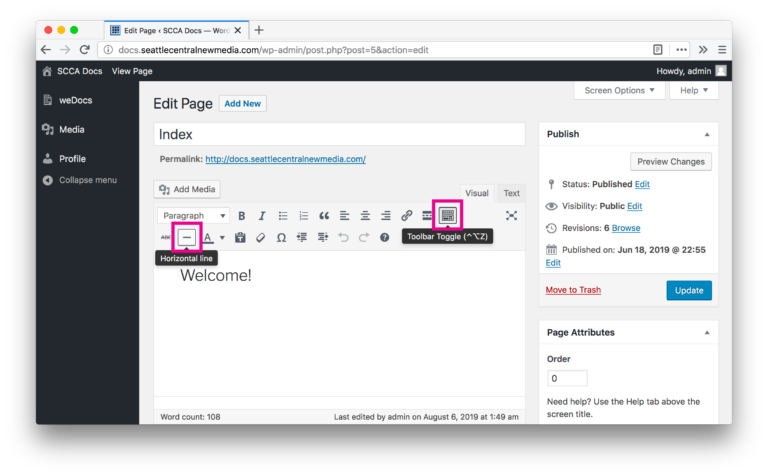 Edit Page ‹ SCCA Docs — Word
docs.seattlecentralnewmedia.com/wp-admin/post.php?post=5&action=edit
SCCA Docs View Page
Howdy, admin
weDocs
Media
Profile
Collapse menu
Screen Options
Help
Edit Page
Add New
Index
Permalink: http://docs.seattlecentralnewmedia.com/
Add Media
Visual
Text
Paragraph
B I
ABC A
Toolbar Toggle (^⌥Z)
Horizontal line
Welcome!
Word count: 108
Last edited by admin on August 6, 2019 at 1:49 am
Publish
Preview Changes
Status: Published Edit
Visibility: Public Edit
Revisions: 6 Browse
Published on: Jun 18, 2019 @ 22:55
Edit
Move to Trash
Update
Page Attributes
Order
0
Need help? Use the Help tab above the
screen title.